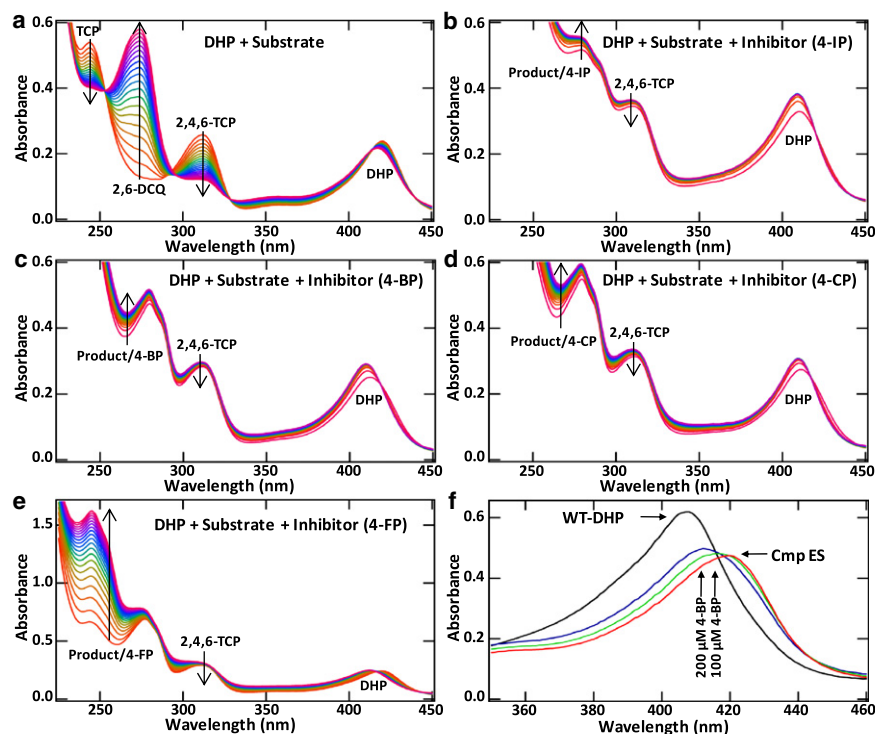 a
DHP + Substrate
TCP
2,4,6-TCP
2,6-DCQ
DHP
Absorbance
0.6
0.4
0.2
0.0
250 300 350 400 450
Wavelength (nm)
b
DHP + Substrate + Inhibitor (4-IP)
Product/4-IP
2,4,6-TCP
DHP
Absorbance
0.6
0.4
0.2
0.0
250 300 350 400 450
Wavelength (nm)
c
DHP + Substrate + Inhibitor (4-BP)
Product/4-BP
2,4,6-TCP
DHP
Absorbance
0.6
0.4
0.2
0.0
250 300 350 400 450
Wavelength (nm)
d
DHP + Substrate + Inhibitor (4-CP)
Product/4-CP
2,4,6-TCP
DHP
Absorbance
0.6
0.4
0.2
0.0
250 300 350 400 450
Wavelength (nm)
e
DHP + Substrate + Inhibitor (4-FP)
Product/4-FP
2,4,6-TCP
DHP
Absorbance
1.5
1.0
0.5
0.0
250 300 350 400 450
Wavelength (nm)
f
WT-DHP
Cmp ES
200 µM 4-BP
100 µM 4-BP
Absorbance
0.6
0.4
0.2
0.0
360 380 400 420 440 460
Wavelength (nm)